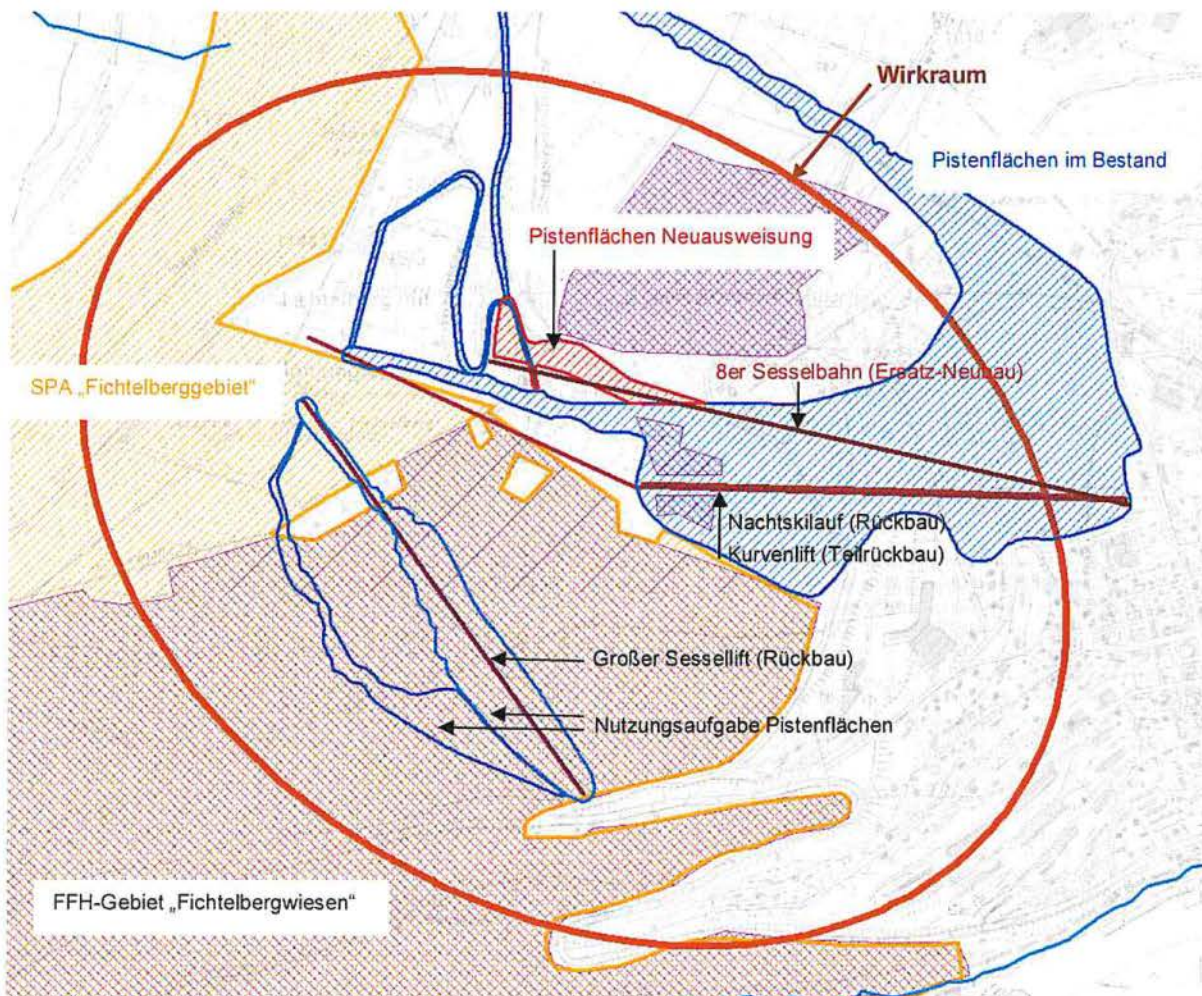 Wirkraum
Pistenflächen im Bestand
Pistenflächen Neuausweisung
8er Sesselbahn (Ersatz-Neubau)
SPA „Fichtelberggebiet“
Nachtskilauf (Rückbau)
Kurvenlift (Teilrückbau)
Großer Sessellift (Rückbau)
Nutzungsaufgabe Pistenflächen
FFH-Gebiet „Fichtelbergwiesen“